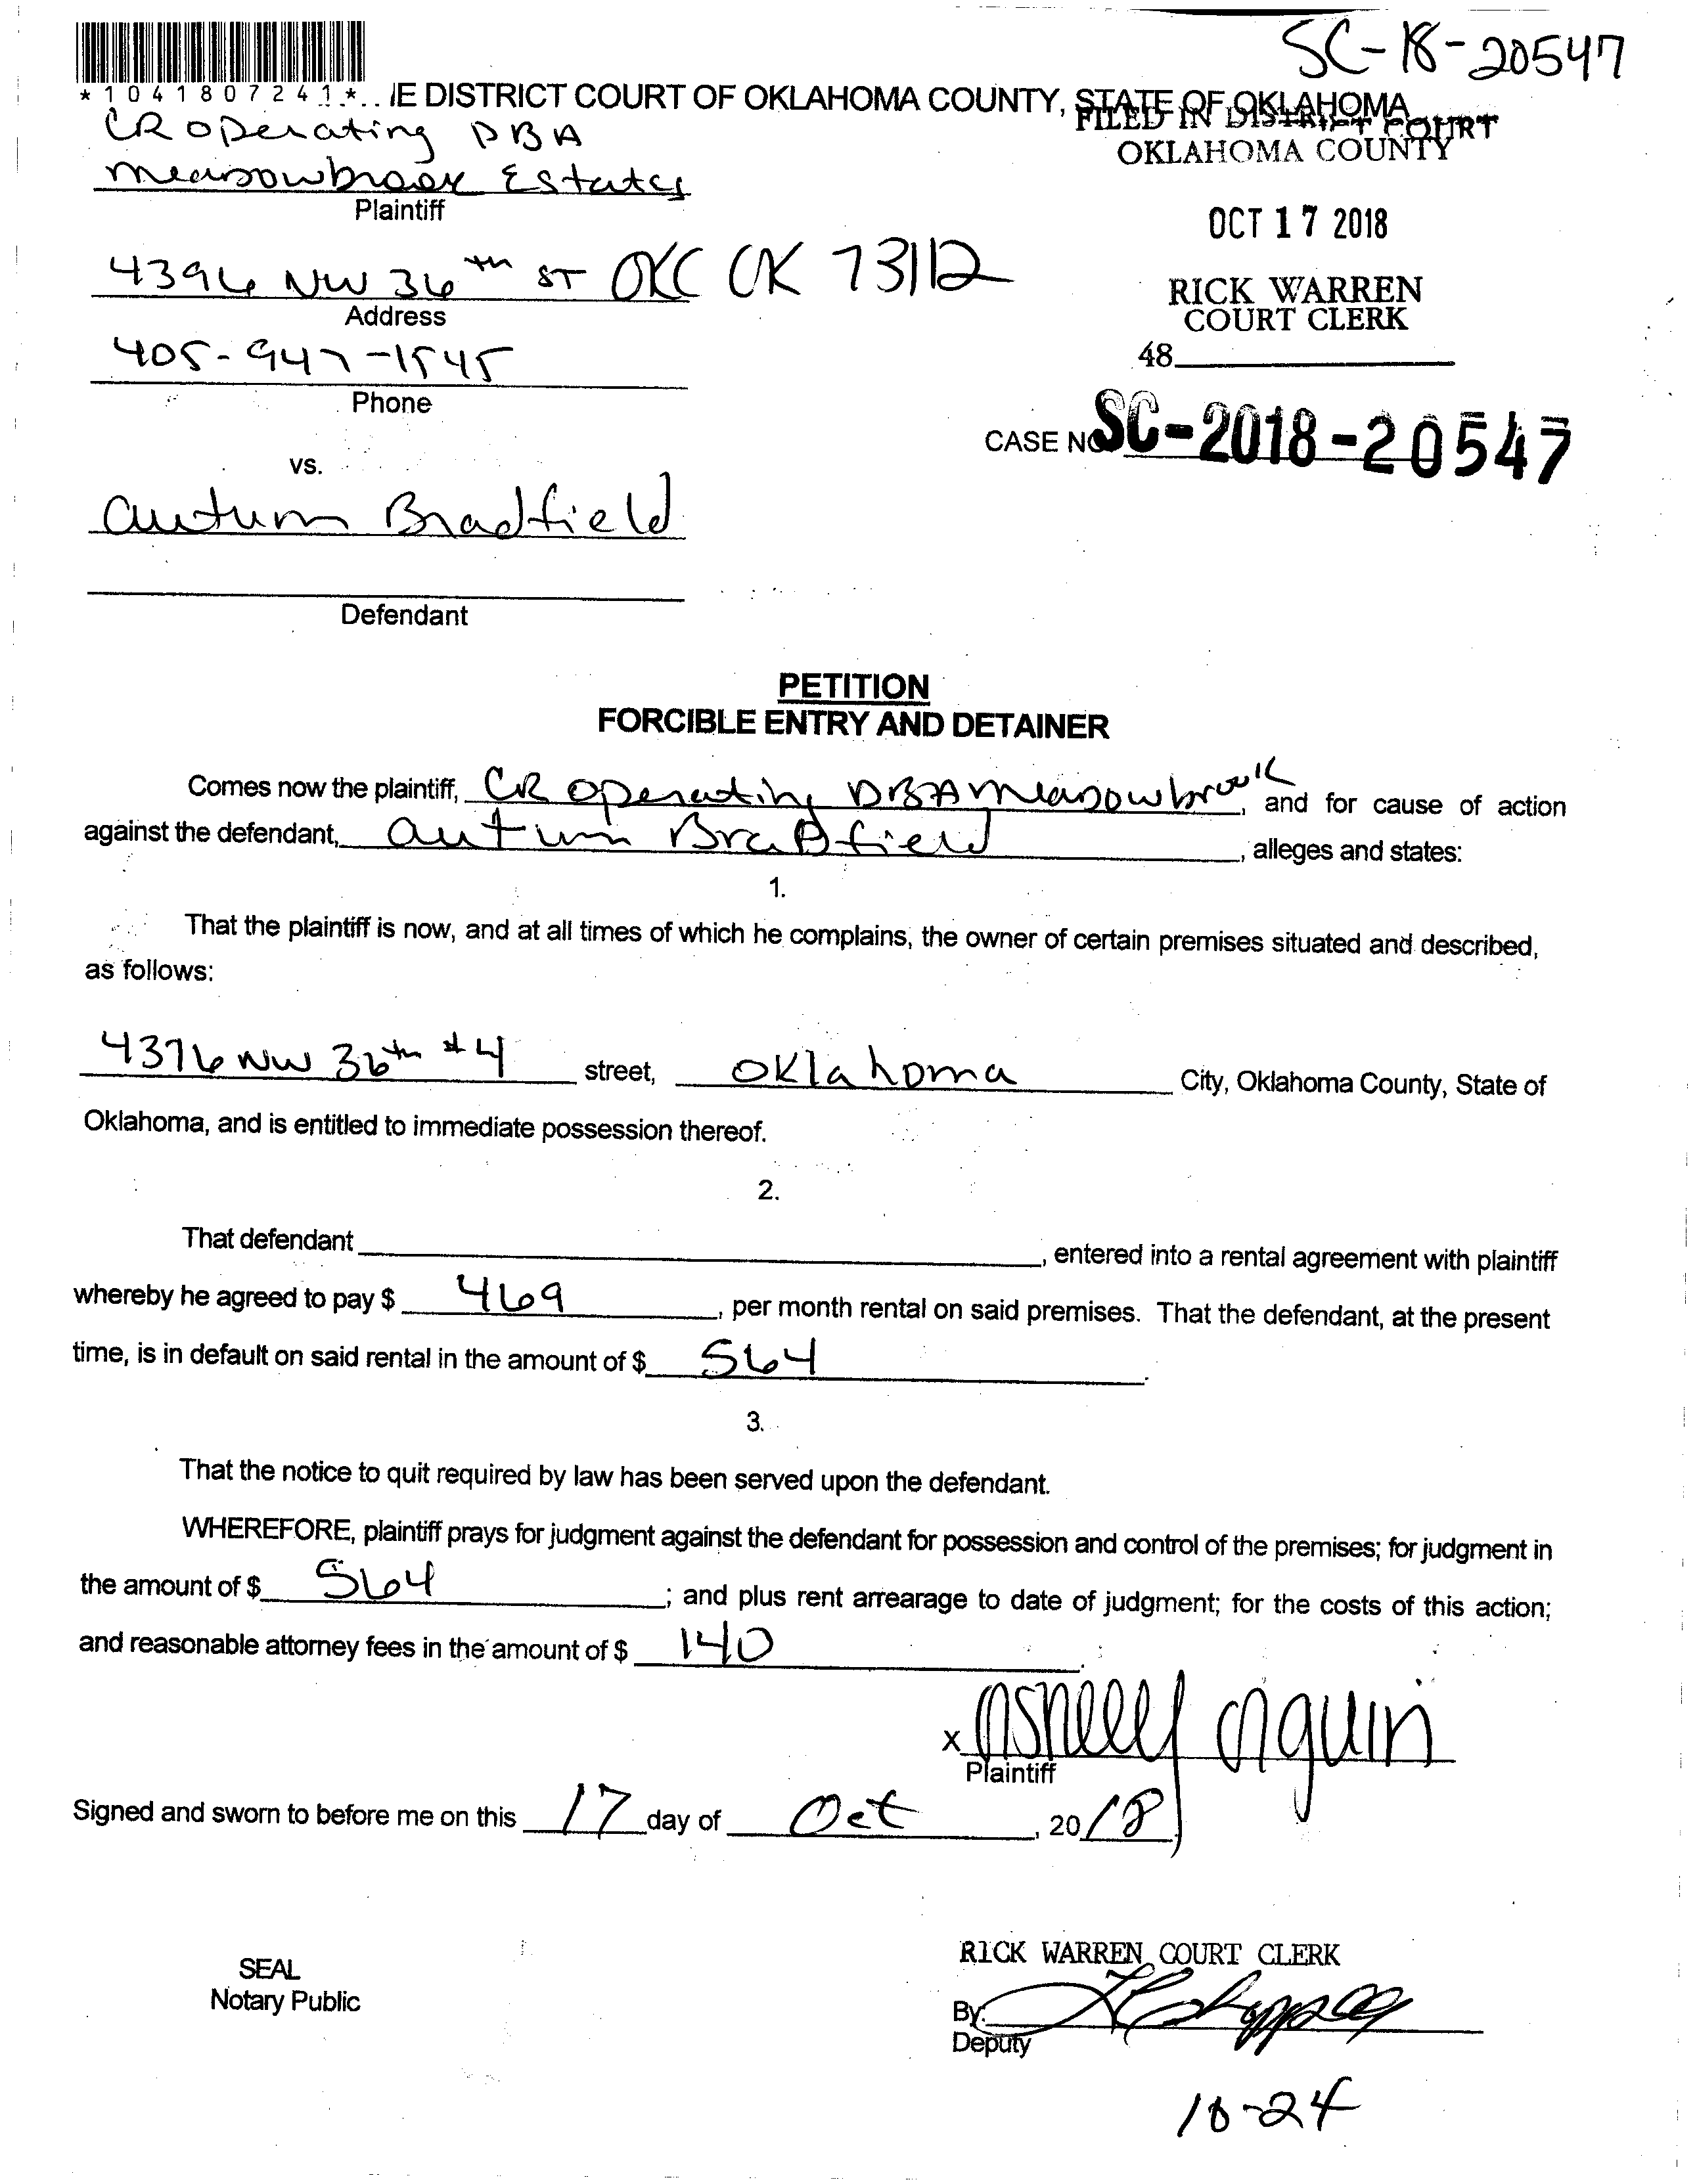 SC-18-20547
*1041807241*
IE DISTRICT COURT OF OKLAHOMA COUNTY, STATE OF OKLAHOMA
FILED IN DISTRICT COURT
OKLAHOMA COUNTY
CR Operating DBA
Meadowbrook Estates
Plaintiff
OCT 17 2018
4396 NW 36th ST OKC OK 73112
Address
RICK WARREN
COURT CLERK
405-947-1545
Phone
48
CASE NO SC-2018-20547
vs.
Autumn Bradfield
Defendant
PETITION
FORCIBLE ENTRY AND DETAINER
Comes now the plaintiff, CR Operating DBA Meadowbrook, and for cause of action
against the defendant, Autumn Bradfield, alleges and states:
1.
That the plaintiff is now, and at all times of which he complains, the owner of certain premises situated and described,
as follows:
4376 NW 36th #4 street, Oklahoma City, Oklahoma County, State of
Oklahoma, and is entitled to immediate possession thereof.
2.
That defendant , entered into a rental agreement with plaintiff
whereby he agreed to pay $ 469, per month rental on said premises. That the defendant, at the present
time, is in default on said rental in the amount of $ 564.
3.
That the notice to quit required by law has been served upon the defendant.
WHEREFORE, plaintiff prays for judgment against the defendant for possession and control of the premises; for judgment in
the amount of $ 564; and plus rent arrearage to date of judgment; for the costs of this action;
and reasonable attorney fees in the amount of $ 140.
x Ashley
Plaintiff
Signed and sworn to before me on this 17 day of Oct, 2018
SEAL
Notary Public
RICK WARREN COURT CLERK
By:
Deputy
10-24